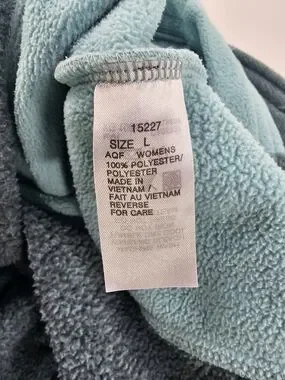 15227
SIZE L
AQF WOMENS
100% POLYESTER/
POLYESTER
MADE IN
VIETNAM /
FAIT AU VIETNAM
REVERSE
FOR CARE